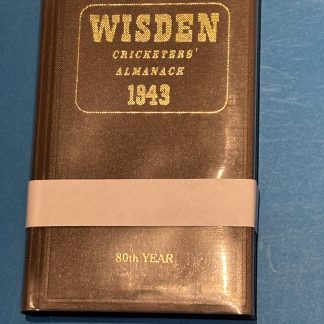 WISDEN
CRICKETERS'
ALMANACK
1943
80th YEAR